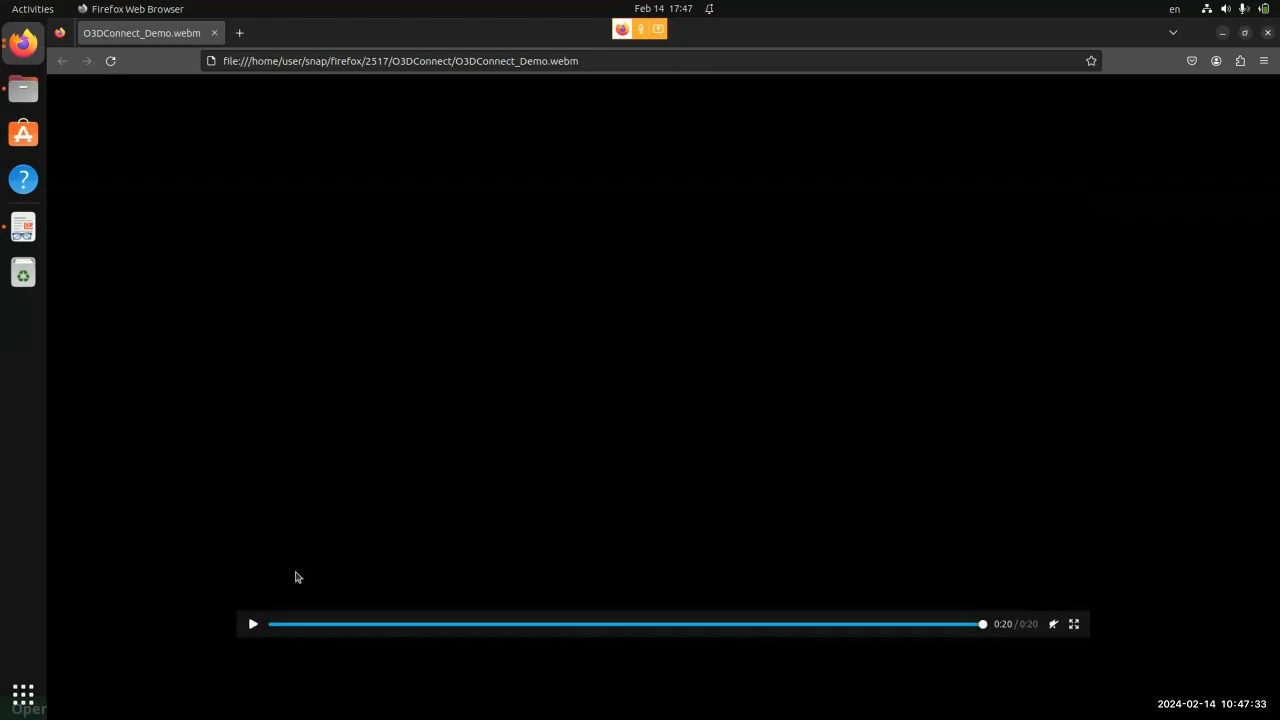 Activities
Firefox Web Browser
Feb 14 17:47
en
O3DConnect_Demo.webm
file:///home/user/snap/firefox/2517/O3DConnect/O3DConnect_Demo.webm
0:20 / 0:20
Oper
2024-02-14 10:47:33